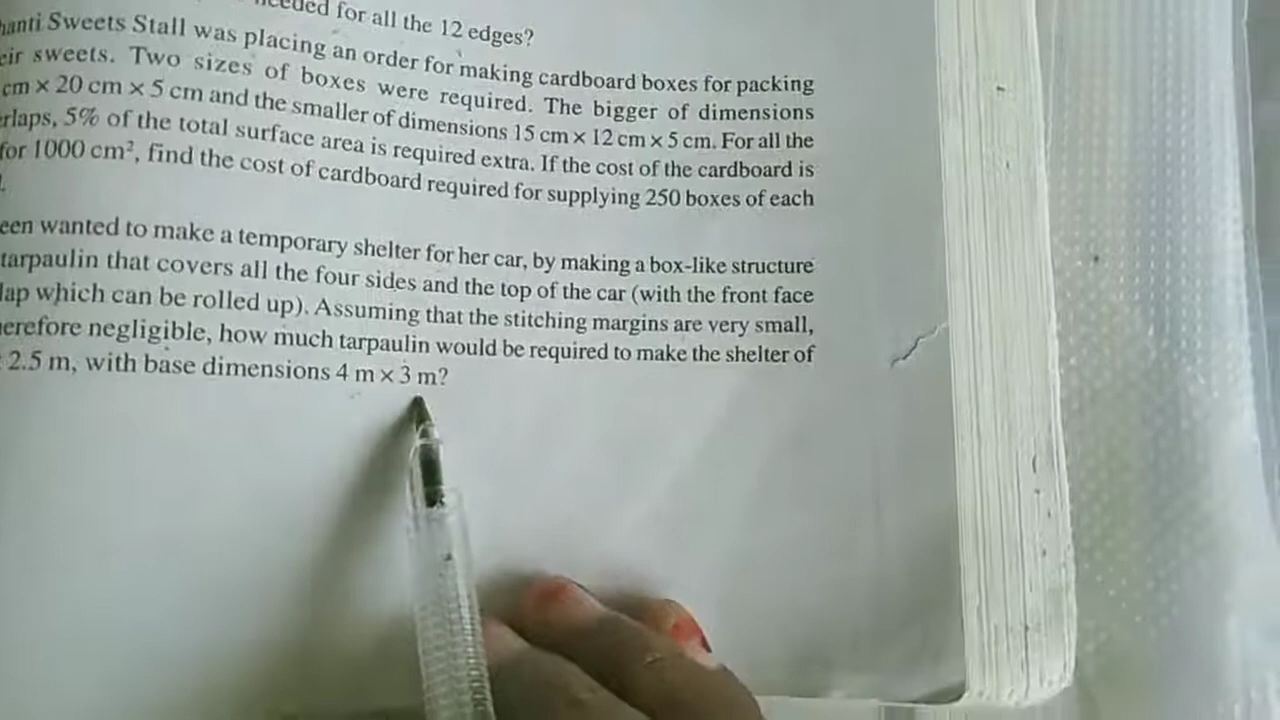 needed for all the 12 edges?
hanti Sweets Stall was placing an order for making cardboard boxes for packing
eir sweets. Two sizes of boxes were required. The bigger of dimensions
cm × 20 cm × 5 cm and the smaller of dimensions 15 cm × 12 cm × 5 cm. For all the
erlaps, 5% of the total surface area is required extra. If the cost of the cardboard is
for 1000 cm², find the cost of cardboard required for supplying 250 boxes of each
een wanted to make a temporary shelter for her car, by making a box-like structure
tarpaulin that covers all the four sides and the top of the car (with the front face
lap which can be rolled up). Assuming that the stitching margins are very small,
erefore negligible, how much tarpaulin would be required to make the shelter of
2.5 m, with base dimensions 4 m × 3 m?